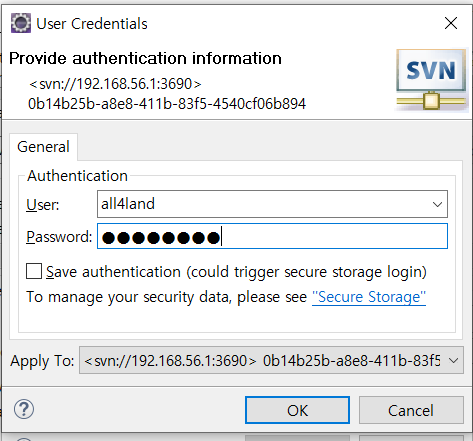 User Credentials
Provide authentication information
<svn://192.168.56.1:3690>
0b14b25b-a8e8-411b-83f5-4540cf06b894
SVN
General
Authentication
User:
all4land
Password:
●●●●●●●●
Save authentication (could trigger secure storage login)
To manage your security data, please see "Secure Storage"
Apply To:
<svn://192.168.56.1:3690> 0b14b25b-a8e8-411b-83f5
?
OK
Cancel